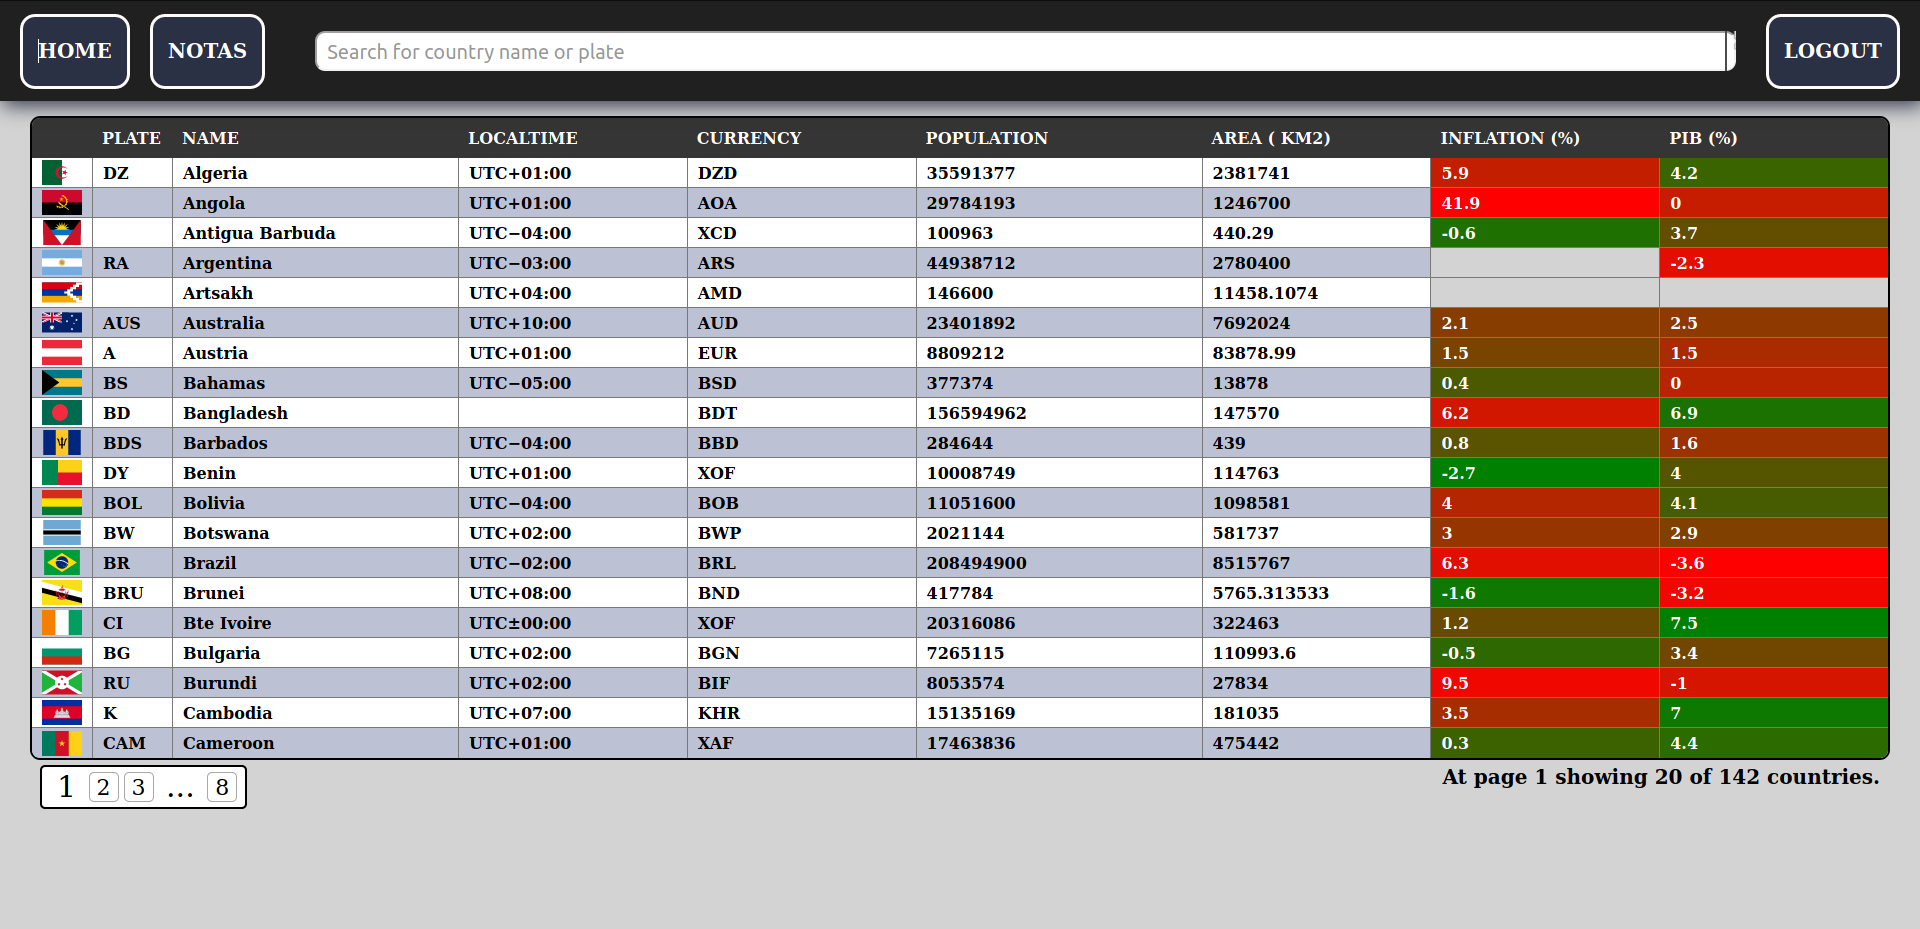 HOME NOTAS Search for country name or plate LOGOUT
PLATE NAME LOCALTIME CURRENCY POPULATION AREA ( KM2) INFLATION (%) PIB (%)
DZ Algeria UTC+01:00 DZD 35591377 2381741 5.9 4.2
Angola UTC+01:00 AOA 29784193 1246700 41.9 0
Antigua Barbuda UTC−04:00 XCD 100963 440.29 -0.6 3.7
RA Argentina UTC−03:00 ARS 44938712 2780400 -2.3
Artsakh UTC+04:00 AMD 146600 11458.1074
AUS Australia UTC+10:00 AUD 23401892 7692024 2.1 2.5
A Austria UTC+01:00 EUR 8809212 83878.99 1.5 1.5
BS Bahamas UTC−05:00 BSD 377374 13878 0.4 0
BD Bangladesh BDT 156594962 147570 6.2 6.9
BDS Barbados UTC−04:00 BBD 284644 439 0.8 1.6
DY Benin UTC+01:00 XOF 10008749 114763 -2.7 4
BOL Bolivia UTC−04:00 BOB 11051600 1098581 4 4.1
BW Botswana UTC+02:00 BWP 2021144 581737 3 2.9
BR Brazil UTC−02:00 BRL 208494900 8515767 6.3 -3.6
BRU Brunei UTC+08:00 BND 417784 5765.313533 -1.6 -3.2
CI Bte Ivoire UTC±00:00 XOF 20316086 322463 1.2 7.5
BG Bulgaria UTC+02:00 BGN 7265115 110993.6 -0.5 3.4
RU Burundi UTC+02:00 BIF 8053574 27834 9.5 -1
K Cambodia UTC+07:00 KHR 15135169 181035 3.5 7
CAM Cameroon UTC+01:00 XAF 17463836 475442 0.3 4.4
1 2 3 ... 8 At page 1 showing 20 of 142 countries.